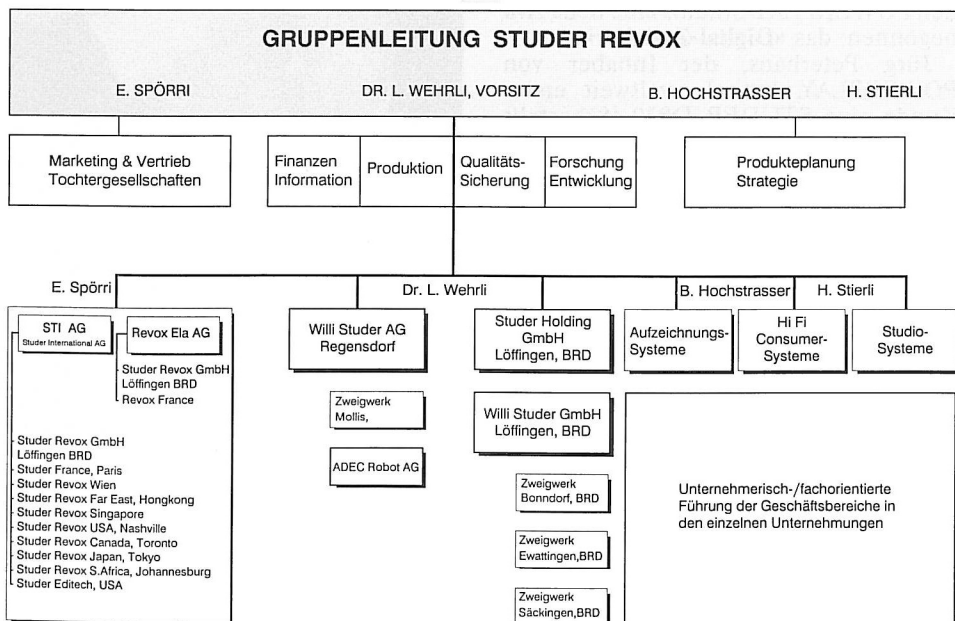 GRUPPENLEITUNG STUDER REVOX
E. SPÖRRI
DR. L. WEHRLI, VORSITZ
B. HOCHSTRASSER
H. STIERLI
Marketing & Vertrieb
Tochtergesellschaften
Finanzen
Information
Produktion
Qualitäts-
Sicherung
Forschung
Entwicklung
Produkteplanung
Strategie
E. Spörri
Dr. L. Wehrli
B. Hochstrasser
H. Stierli
STI AG
Studer International AG
Revox Ela AG
Studer Revox GmbH
Löffingen BRD
Revox France
Studer Revox GmbH
Löffingen BRD
Studer France, Paris
Studer Revox Wien
Studer Revox Far East, Hongkong
Studer Revox Singapore
Studer Revox USA, Nashville
Studer Revox Canada, Toronto
Studer Revox Japan, Tokyo
Studer Revox S.Africa, Johannesburg
Studer Editech, USA
Willi Studer AG
Regensdorf
Zweigwerk
Mollis,
ADEC Robot AG
Studer Holding
GmbH
Löffingen, BRD
Willi Studer GmbH
Löffingen, BRD
Zweigwerk
Bonndorf, BRD
Zweigwerk
Ewattingen,BRD
Zweigwerk
Säckingen,BRD
Aufzeichnungs-
Systeme
Hi Fi
Consumer-
Systeme
Studio-
Systeme
Unternehmerisch-/fachorientierte
Führung der Geschäftsbereiche in
den einzelnen Unternehmungen